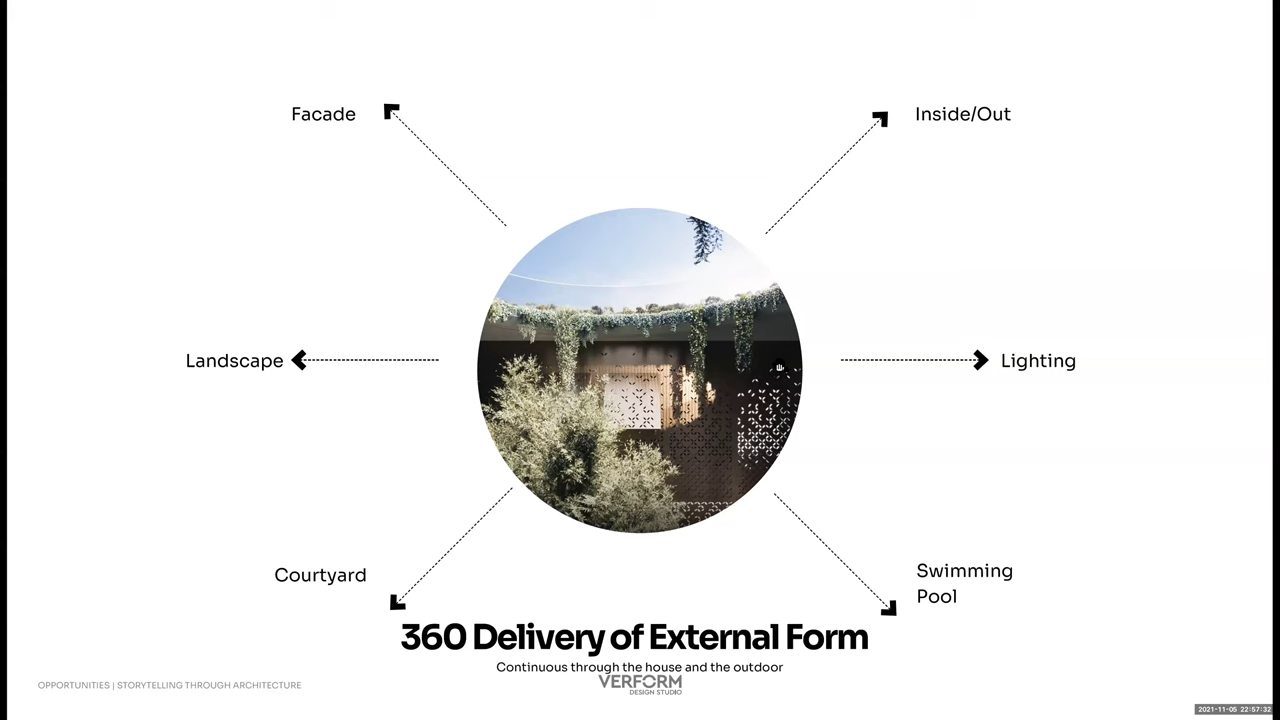 Facade
Inside/Out
Landscape
Lighting
Courtyard
Swimming
Pool
360 Delivery of External Form
Continuous through the house and the outdoor
VERFORM
DESIGN STUDIO
OPPORTUNITIES | STORYTELLING THROUGH ARCHITECTURE
2021-11-05 22:57:32